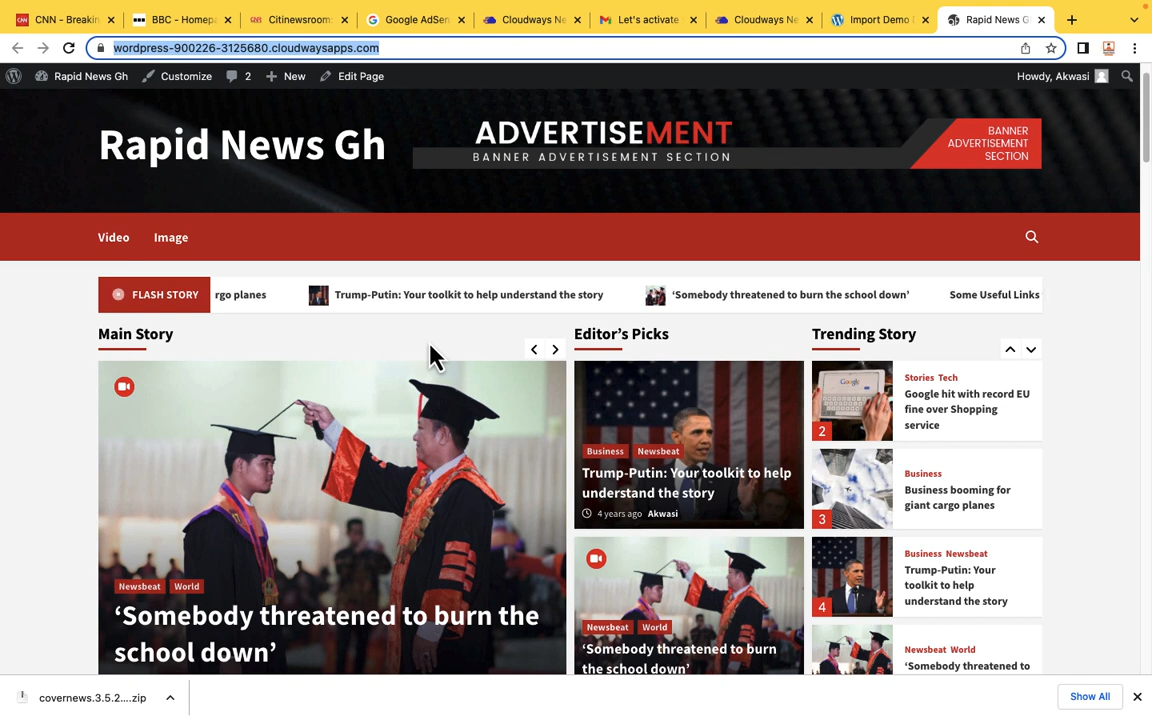 CNN - Breakin
BBC - Homepa
Citinewsroom:
Google AdSen
Cloudways Ne
Let's activate
Cloudways Ne
Import Demo
Rapid News G
wordpress-900226-3125680.cloudwaysapps.com
Rapid News Gh
Customize
2
New
Edit Page
Howdy, Akwasi
Rapid News Gh
ADVERTISEMENT
BANNER ADVERTISEMENT SECTION
BANNER
ADVERTISEMENT
SECTION
Video
Image
FLASH STORY
rgo planes
Trump-Putin: Your toolkit to help understand the story
‘Somebody threatened to burn the school down’
Some Useful Links
Main Story
Newsbeat
World
‘Somebody threatened to burn the
school down’
Editor’s Picks
Business
Newsbeat
Trump-Putin: Your toolkit to help
understand the story
4 years ago Akwasi
Newsbeat
World
‘Somebody threatened to burn
the school down’
Trending Story
Google
2
Stories Tech
Google hit with record EU
fine over Shopping
service
3
Business
Business booming for
giant cargo planes
4
Business Newsbeat
Trump-Putin: Your
toolkit to help
understand the story
Newsbeat World
‘Somebody threatened to
covernews.3.5.2....zip
Show All